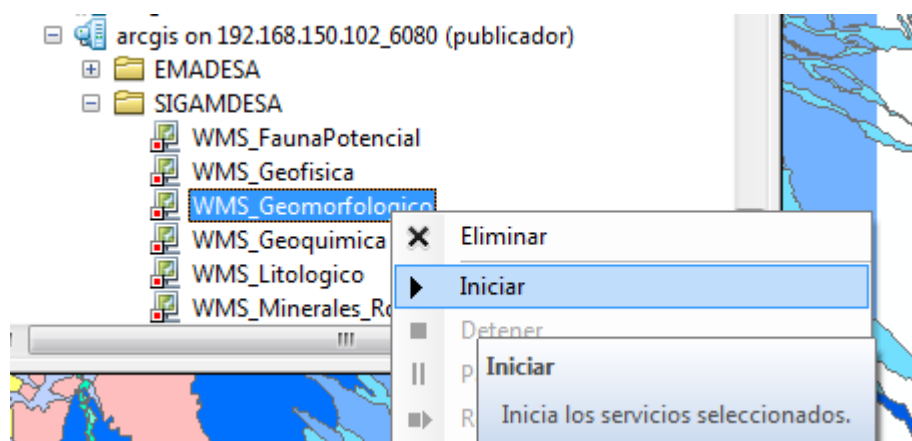 arcgis on 192.168.150.102_6080 (publicador)
EMADESA
SIGAMDESA
WMS_FaunaPotencial
WMS_Geofisica
WMS_Geomorfologico
WMS_Geoquimica
WMS_Litologico
WMS_Minerales_Ro
Eliminar
Iniciar
Detener
P
R
Iniciar
Inicia los servicios seleccionados.